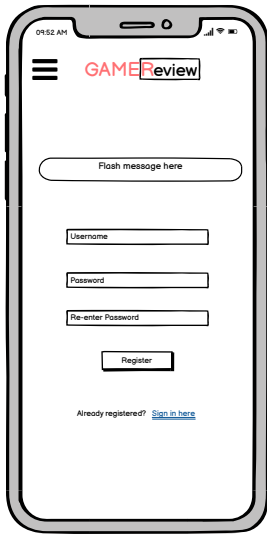 09:52 AM
GAMEReview
Flash message here
Username
Password
Re-enter Password
Register
Already registered? Sign in here